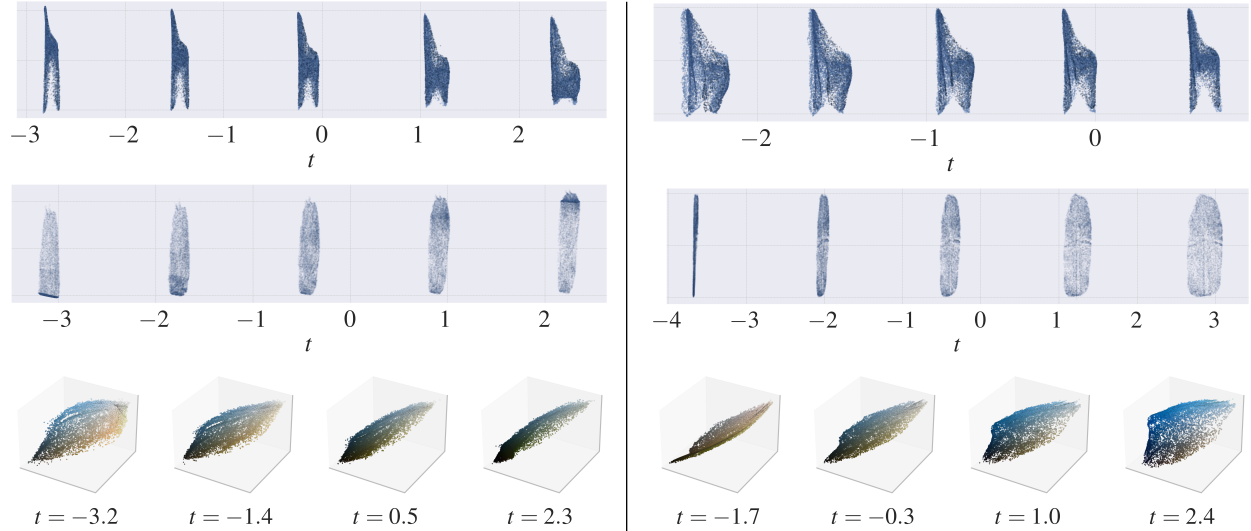 −3 −2 −1 0 1 2
t
−3 −2 −1 0 1 2
t
t = −3.2 t = −1.4 t = 0.5 t = 2.3
−2 −1 0
t
−4 −3 −2 −1 0 1 2 3
t
t = −1.7 t = −0.3 t = 1.0 t = 2.4